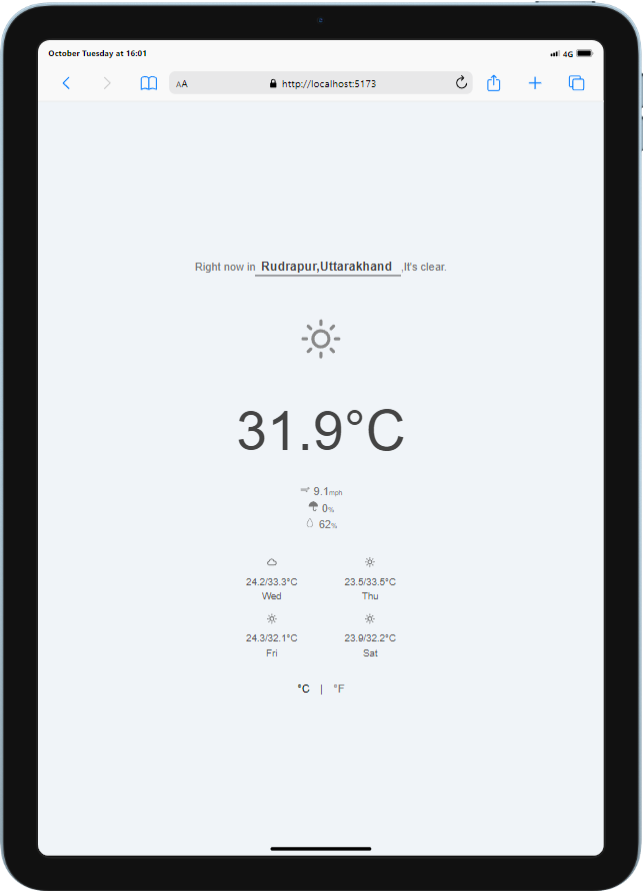 October Tuesday at 16:01
4G
AA
http://localhost:5173
Right now in Rudrapur,Uttarakhand ,It's clear.
31.9°C
9.1mph
0%
62%
24.2/33.3°C 23.5/33.5°C
Wed Thu
24.3/32.1°C 23.9/32.2°C
Fri Sat
°C | °F